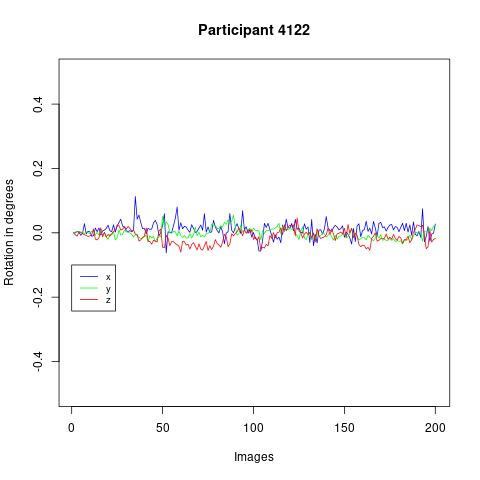 Participant 4122
Rotation in degrees
0.4
0.2
0.0
-0.2
-0.4
x
y
z
0 50 100 150 200
Images